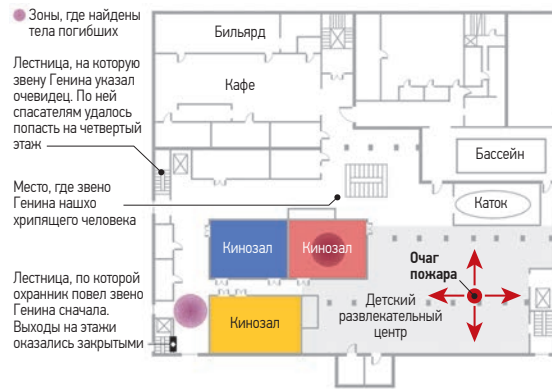 Зоны, где найдены
тела погибших
Лестница, на которую
звену Генина указал
очевидец. По ней
спасателям удалось
попасть на четвертый
этаж
Место, где звено
Генина нашхо
хрипящего человека
Лестница, по которой
охранник повел звено
Генина сначала.
Выходы на этажи
оказались закрытыми
Бильярд
Кафе
Бассейн
Каток
Кинозал
Кинозал
Кинозал
Очаг
пожара
Детский
развлекательный
центр